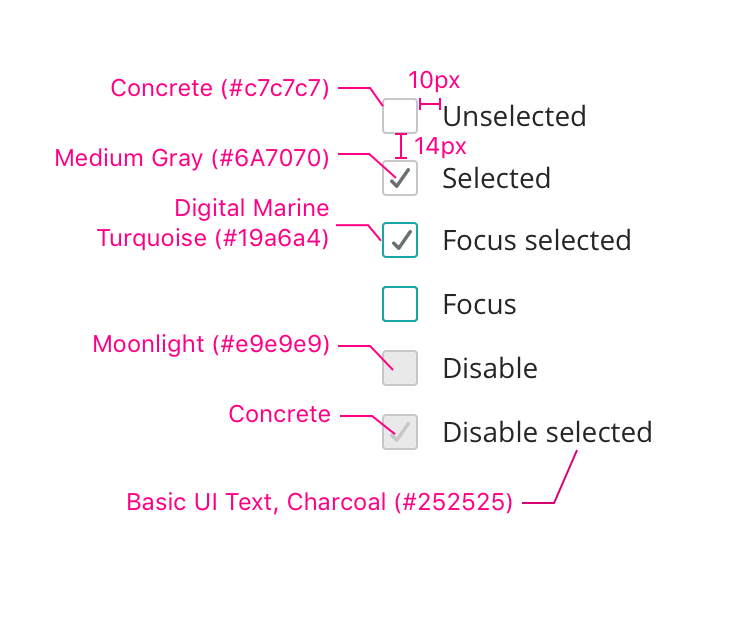 Concrete (#c7c7c7)
10px
Unselected
14px
Medium Gray (#6A7070)
Selected
Digital Marine
Turquoise (#19a6a4)
Focus selected
Focus
Moonlight (#e9e9e9)
Disable
Concrete
Disable selected
Basic UI Text, Charcoal (#252525)